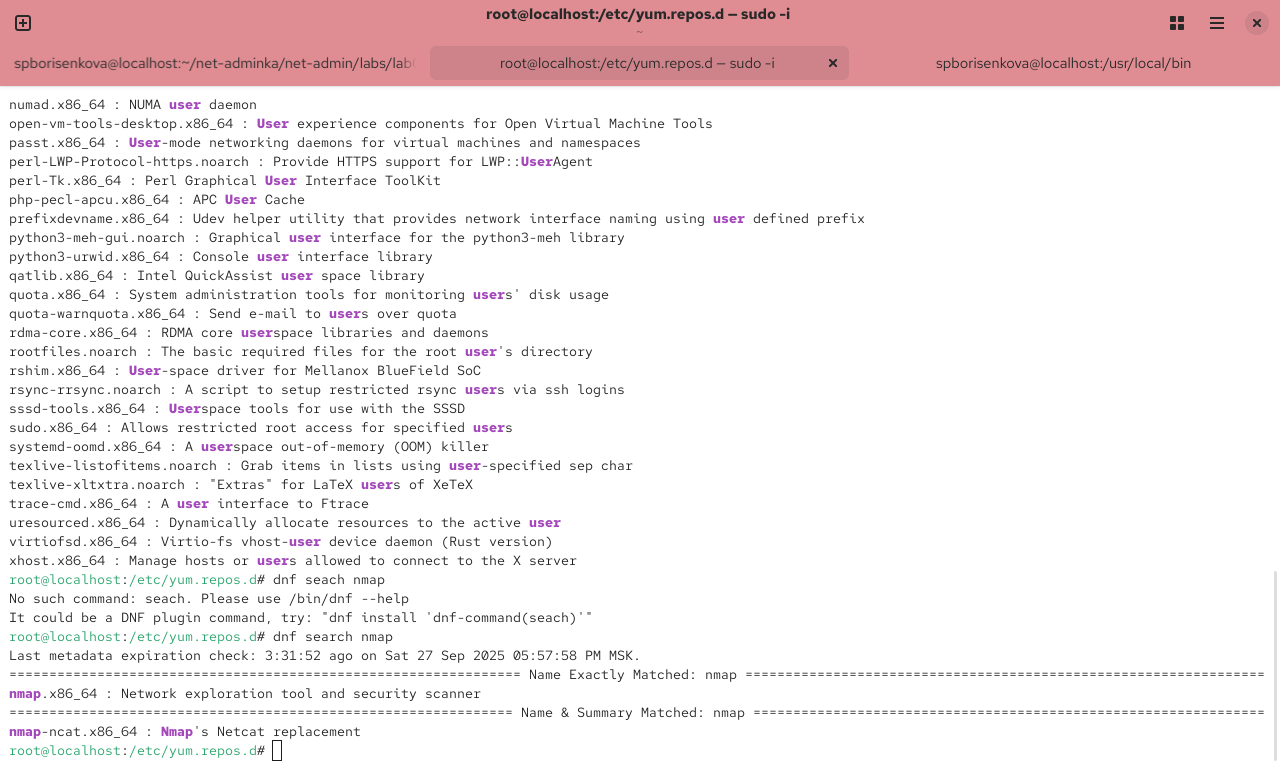 root@localhost:/etc/yum.repos.d — sudo -i
~
spborisenkova@localhost:~/net-adminka/net-admin/labs/lab
root@localhost:/etc/yum.repos.d — sudo -i
spborisenkova@localhost:/usr/local/bin
numad.x86_64 : NUMA user daemon
open-vm-tools-desktop.x86_64 : User experience components for Open Virtual Machine Tools
passt.x86_64 : User-mode networking daemons for virtual machines and namespaces
perl-LWP-Protocol-https.noarch : Provide HTTPS support for LWP::UserAgent
perl-Tk.x86_64 : Perl Graphical User Interface ToolKit
php-pecl-apcu.x86_64 : APC User Cache
prefixdevname.x86_64 : Udev helper utility that provides network interface naming using user defined prefix
python3-meh-gui.noarch : Graphical user interface for the python3-meh library
python3-urwid.x86_64 : Console user interface library
qatlib.x86_64 : Intel QuickAssist user space library
quota.x86_64 : System administration tools for monitoring users' disk usage
quota-warnquota.x86_64 : Send e-mail to users over quota
rdma-core.x86_64 : RDMA core userspace libraries and daemons
rootfiles.noarch : The basic required files for the root user's directory
rshim.x86_64 : User-space driver for Mellanox BlueField SoC
rsync-rrsync.noarch : A script to setup restricted rsync users via ssh logins
sssd-tools.x86_64 : Userspace tools for use with the SSSD
sudo.x86_64 : Allows restricted root access for specified users
systemd-oomd.x86_64 : A userspace out-of-memory (OOM) killer
texlive-listofitems.noarch : Grab items in lists using user-specified sep char
texlive-xltxtra.noarch : "Extras" for LaTeX users of XeTeX
trace-cmd.x86_64 : A user interface to Ftrace
uresourced.x86_64 : Dynamically allocate resources to the active user
virtiofsd.x86_64 : Virtio-fs vhost-user device daemon (Rust version)
xhost.x86_64 : Manage hosts or users allowed to connect to the X server
root@localhost:/etc/yum.repos.d# dnf seach nmap
No such command: seach. Please use /bin/dnf --help
It could be a DNF plugin command, try: "dnf install 'dnf-command(seach)'"
root@localhost:/etc/yum.repos.d# dnf search nmap
Last metadata expiration check: 3:31:52 ago on Sat 27 Sep 2025 05:57:58 PM MSK.
================================================================ Name Exactly Matched: nmap =================================================================
nmap.x86_64 : Network exploration tool and security scanner
=============================================================== Name & Summary Matched: nmap ================================================================
nmap-ncat.x86_64 : Nmap's Netcat replacement
root@localhost:/etc/yum.repos.d#